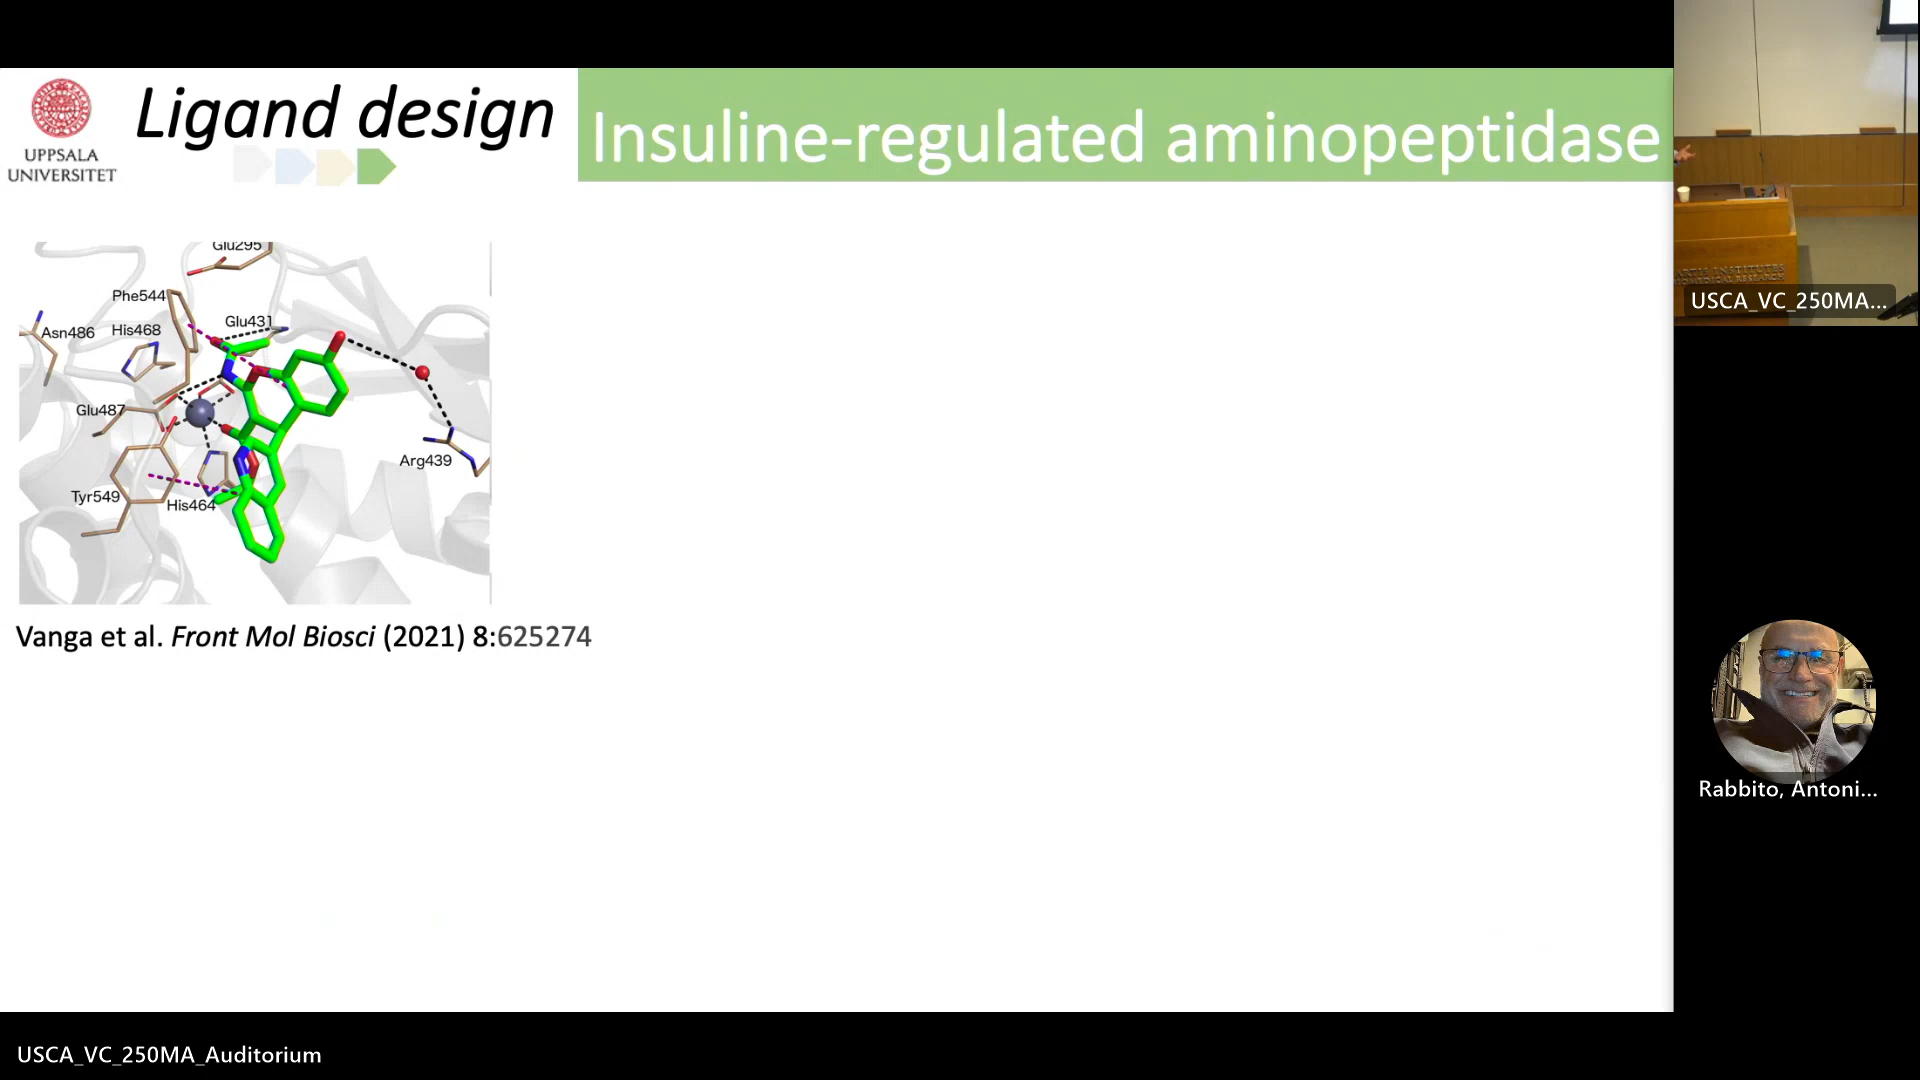 UPPSALA
UNIVERSITET
Ligand design
Insuline-regulated aminopeptidase
Glu295
Phe544
Asn486
His468
Glu431
Glu487
Arg439
Tyr549
His464
Vanga et al. Front Mol Biosci (2021) 8:625274
USCA_VC_250MA...
Rabbito, Antoni...
USCA_VC_250MA_Auditorium